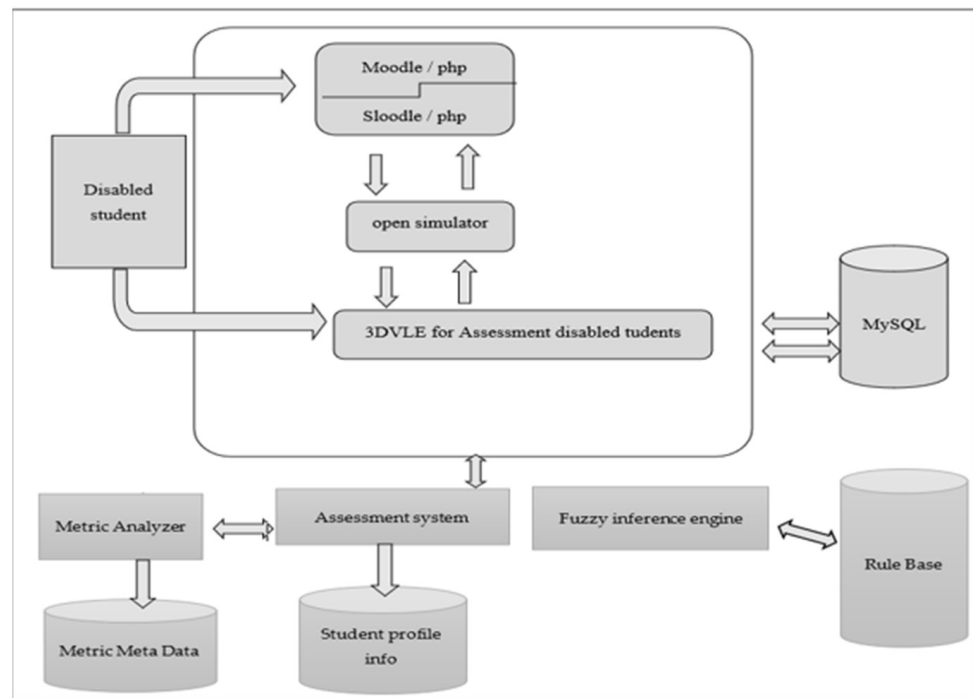 Moodle / php
Sloodle / php
Disabled
student
open simulator
3DVLE for Assessment disabled tudents
MySQL
Metric Analyzer
Assessment system
Fuzzy inference engine
Rule Base
Metric Meta Data
Student profile
info